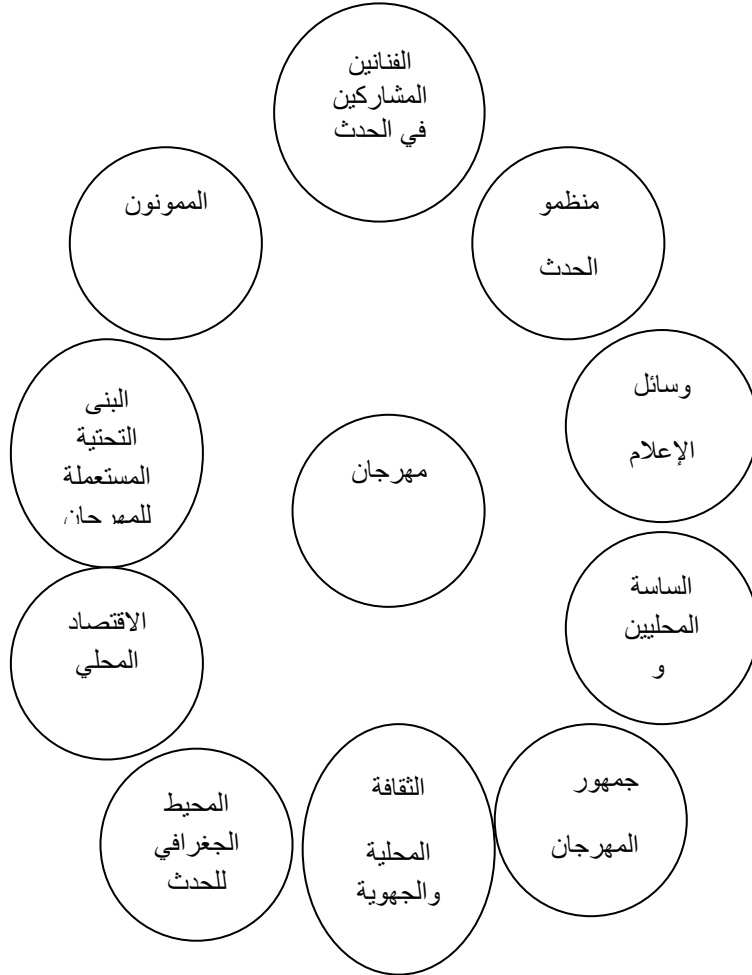 الفنانين
المشاركين
في الحدث
الممونون
منظمو
الحدث
وسائل
الإعلام
البنى
التحتية
المستعملة
للمهرجان
مهرجان
الساسة
المحليين
و
الاقتصاد
المحلي
جمهور
المهرجان
الثقافة
المحلية
والجهوية
المحيط
الجغرافي
للحدث